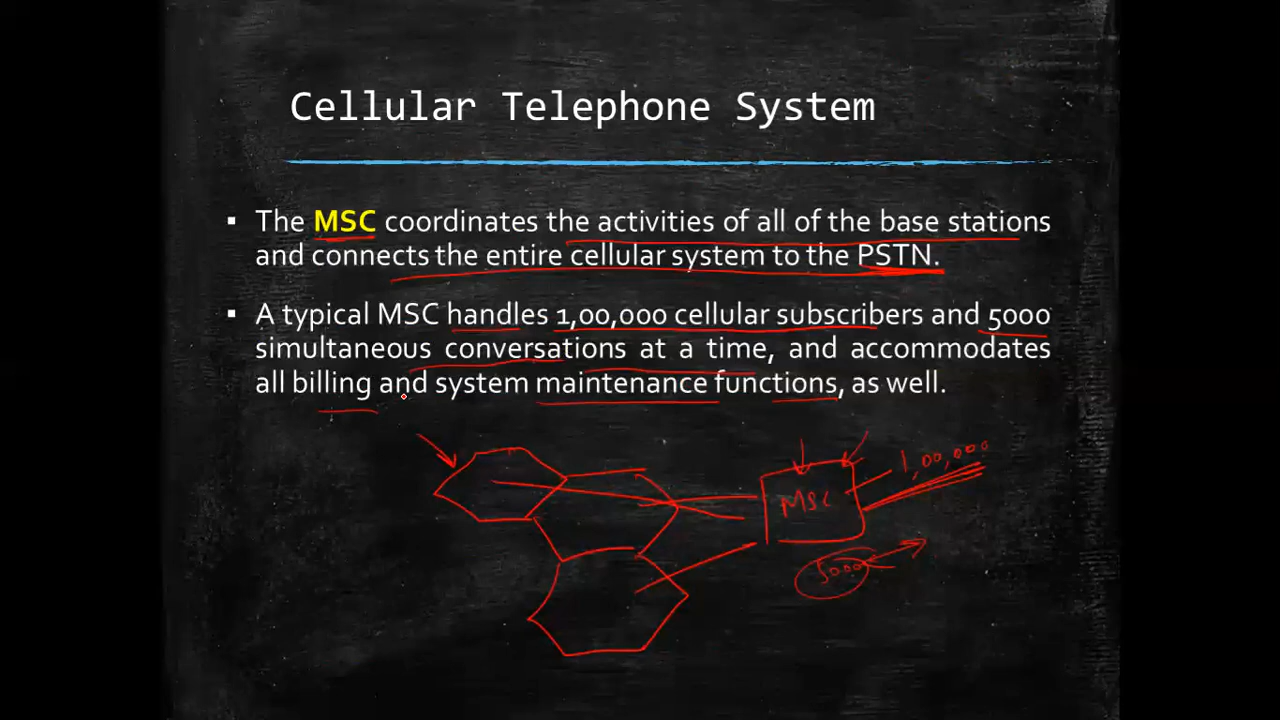 Cellular Telephone System
▪ The MSC coordinates the activities of all of the base stations
and connects the entire cellular system to the PSTN.
▪ A typical MSC handles 1,00,000 cellular subscribers and 5000
simultaneous conversations at a time, and accommodates
all billing and system maintenance functions, as well.
1,00,000
MSC
5000